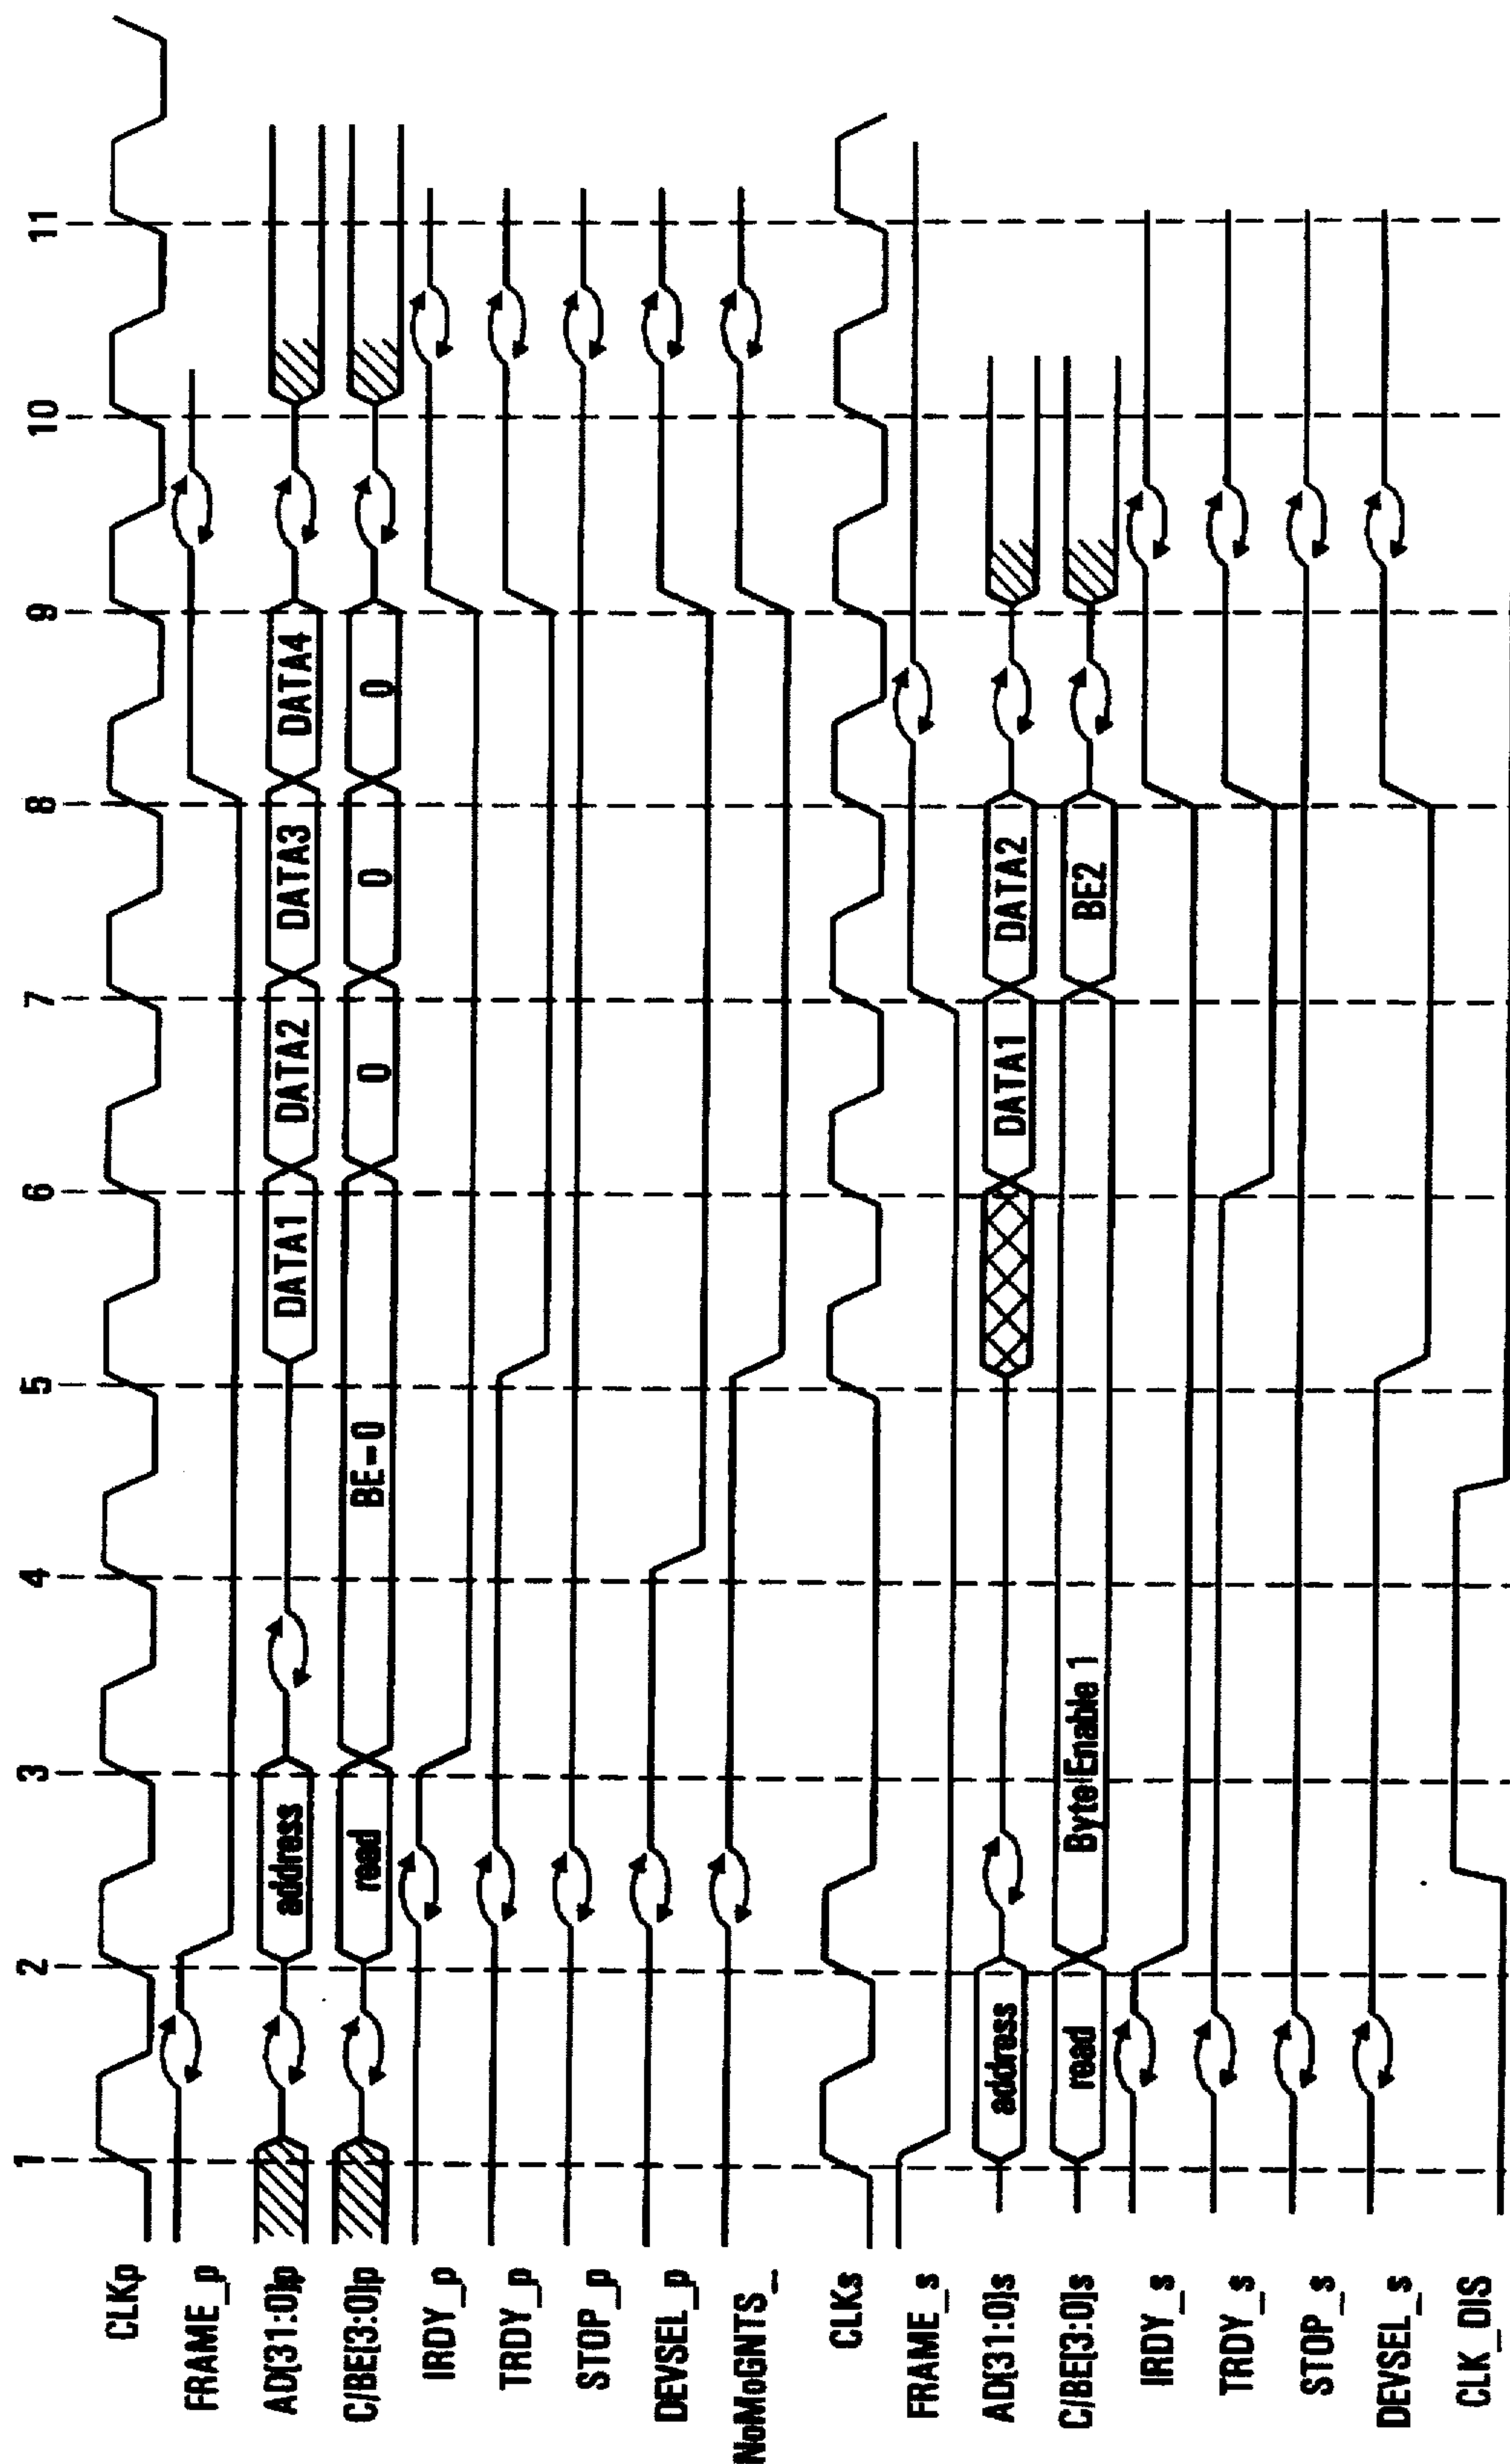 1 2 3 4 5 6 7 8 9 10 11
CLKp
FRAME_p
AD[31:0]p address DATA1 DATA2 DATA3 DATA4
C/BE[3:0]p read BE=0 0 0 0
IRDY_p
TRDY_p
STOP_p
DEVSEL_p
NoMoGNTS_
CLKs
FRAME_s
AD[31:0]s address DATA1 DATA2
C/BE[3:0]s read Byte Enable 1 BE2
IRDY_s
TRDY_s
STOP_s
DEVSEL_s
CLK_DIS